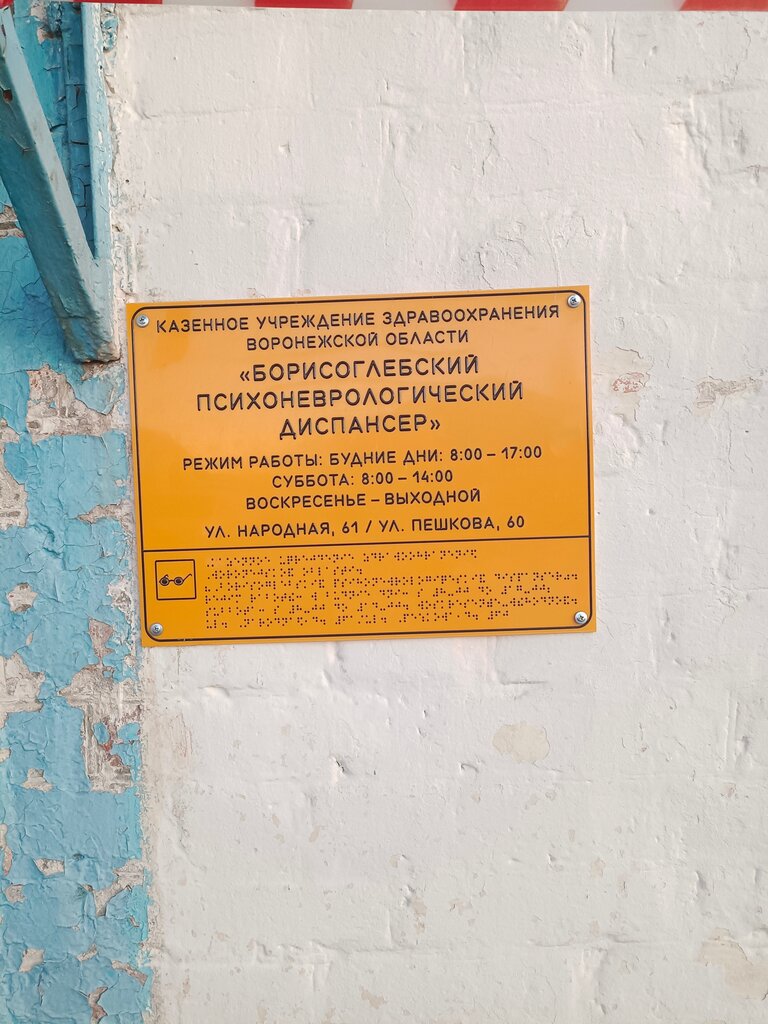 КАЗЕННОЕ УЧРЕЖДЕНИЕ ЗДРАВООХРАНЕНИЯ
ВОРОНЕЖСКОЙ ОБЛАСТИ
«БОРИСОГЛЕБСКИЙ
ПСИХОНЕВРОЛОГИЧЕСКИЙ
ДИСПАНСЕР»
РЕЖИМ РАБОТЫ: БУДНИЕ ДНИ: 8:00 – 17:00
СУББОТА: 8:00 – 14:00
ВОСКРЕСЕНЬЕ – ВЫХОДНОЙ
УЛ. НАРОДНАЯ, 61 / УЛ. ПЕШКОВА, 60